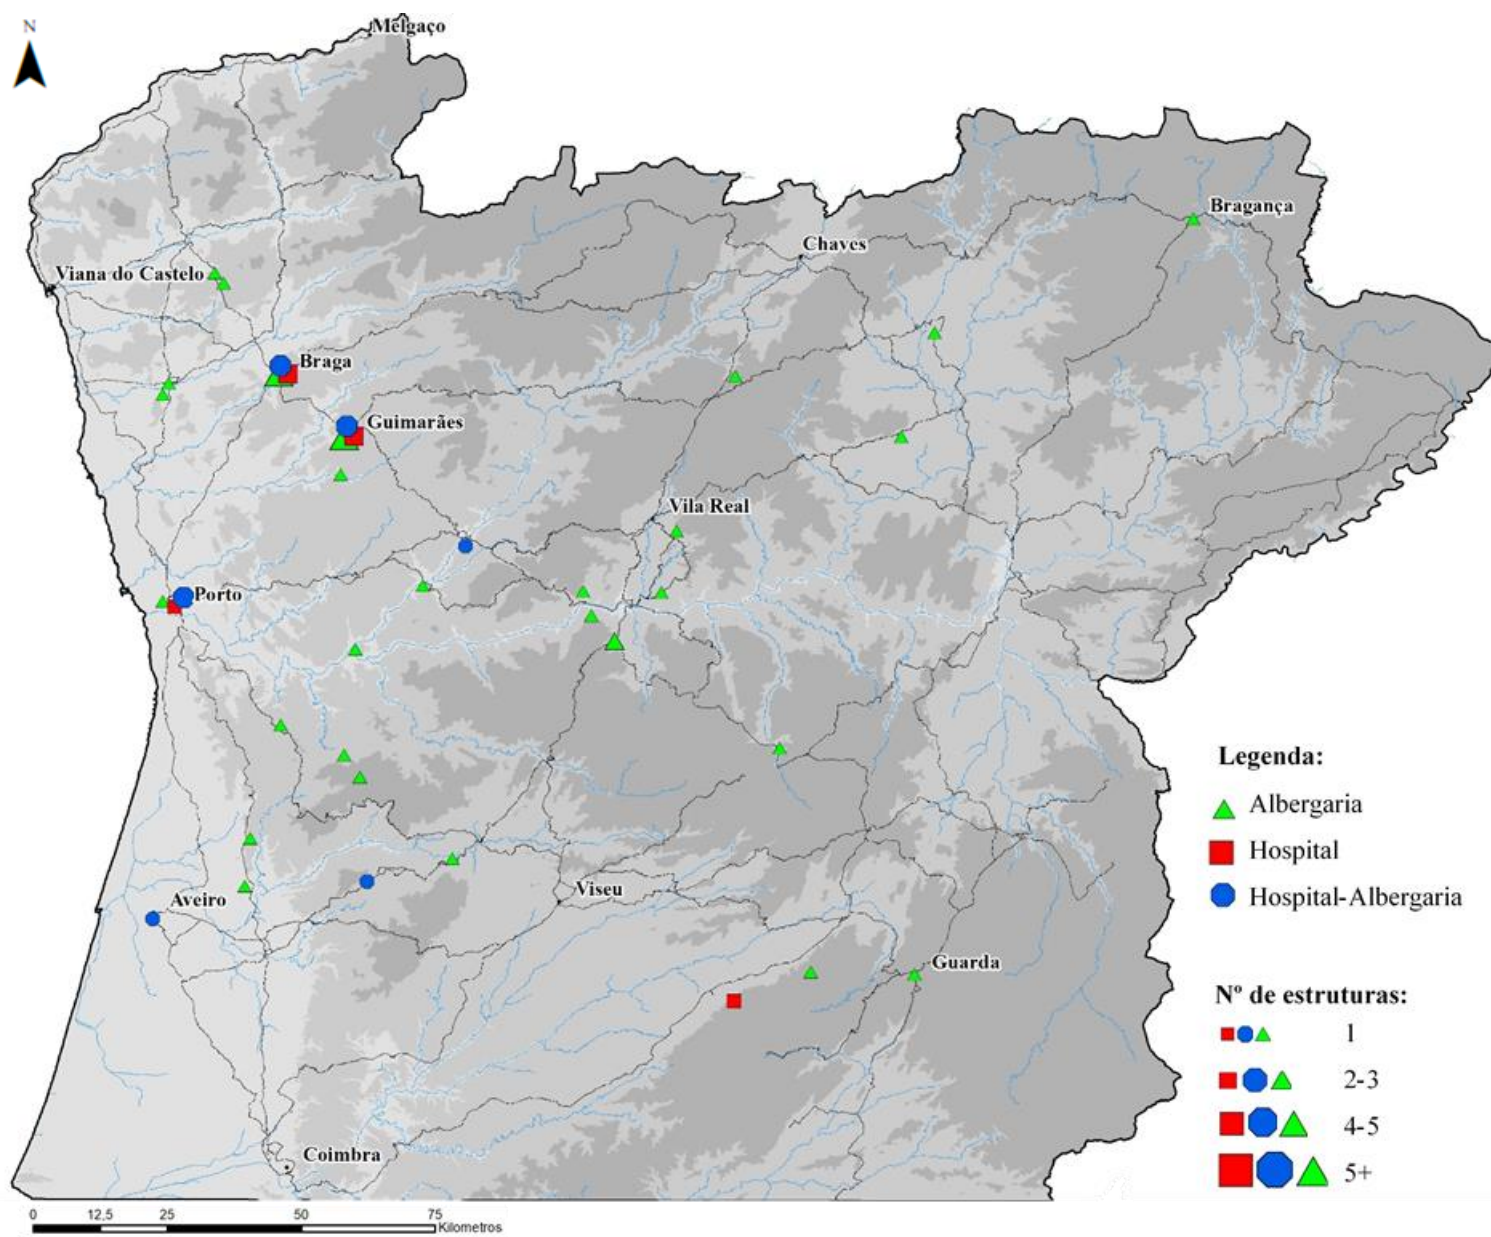 N
Melgaço
Bragança
Chaves
Viana do Castelo
Braga
Guimarães
Vila Real
Porto
Legenda:
Albergaria
Hospital
Hospital-Albergaria
Viseu
Aveiro
Guarda
Nº de estruturas:
1
2-3
4-5
5+
Coimbra
0 12,5 25 50 75
Kilometros